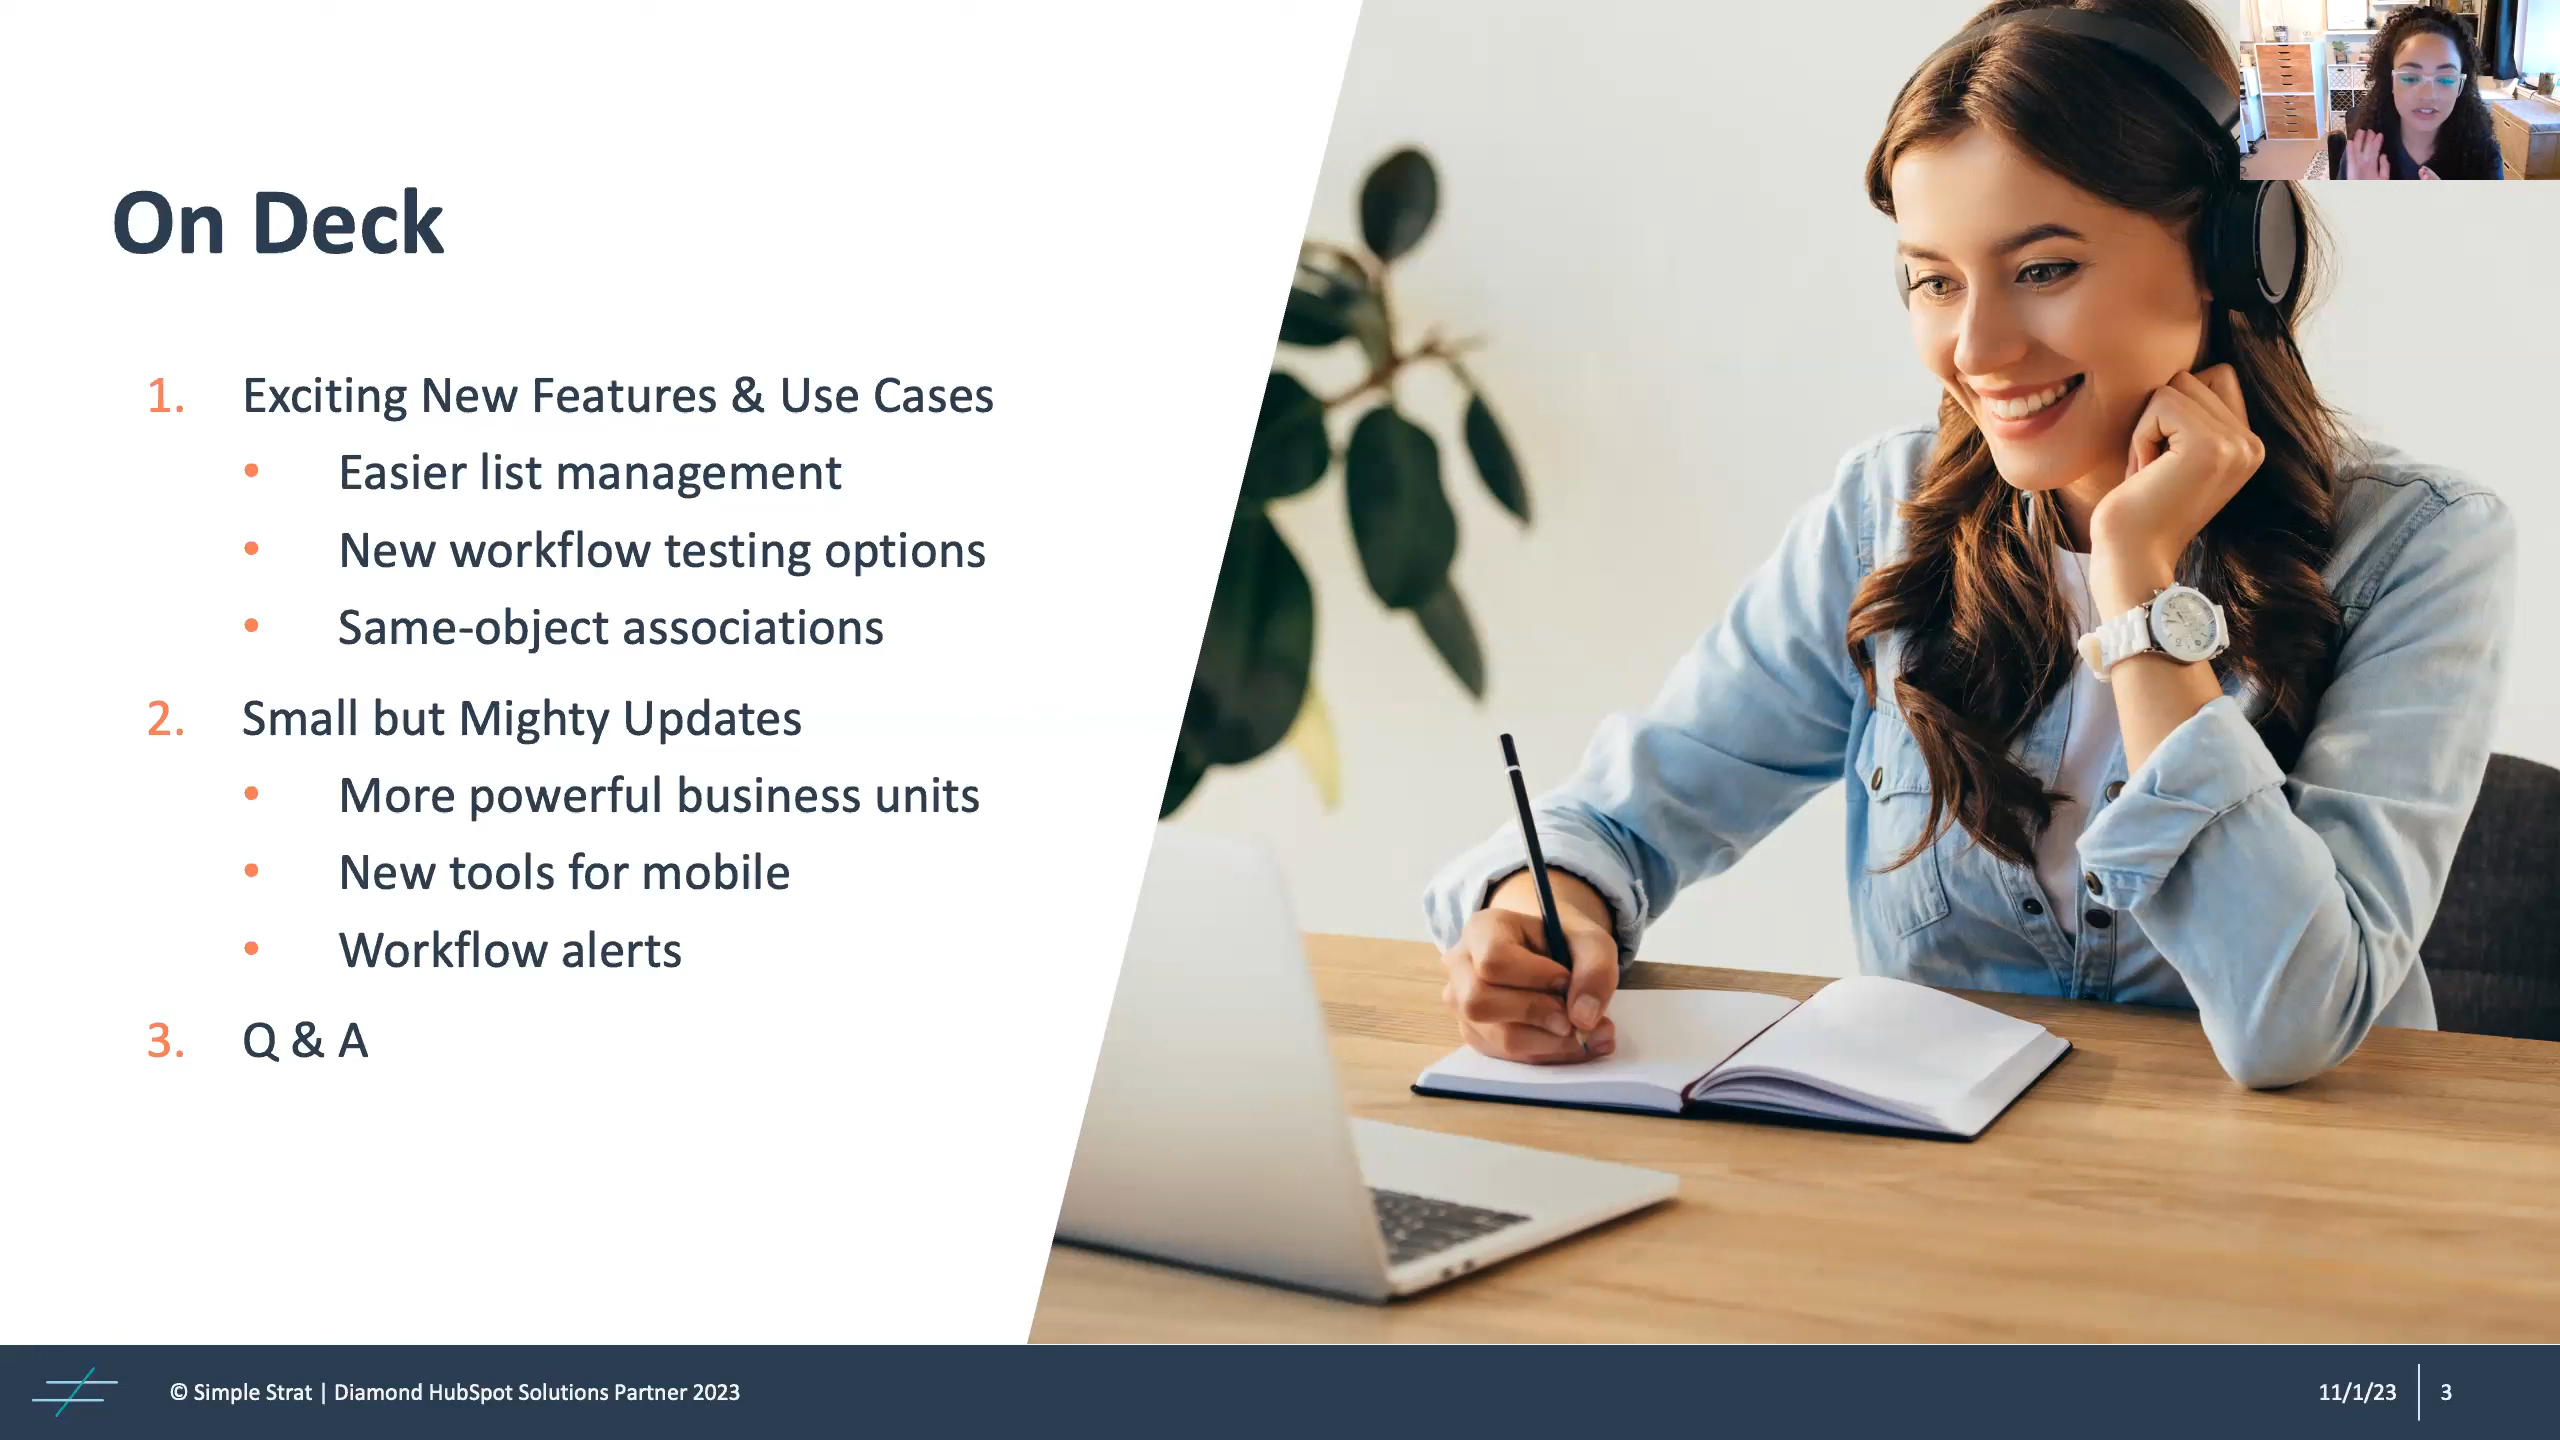 On Deck
1. Exciting New Features & Use Cases
• Easier list management
• New workflow testing options
• Same-object associations
2. Small but Mighty Updates
• More powerful business units
• New tools for mobile
• Workflow alerts
3. Q & A
© Simple Strat | Diamond HubSpot Solutions Partner 2023
11/1/23 | 3